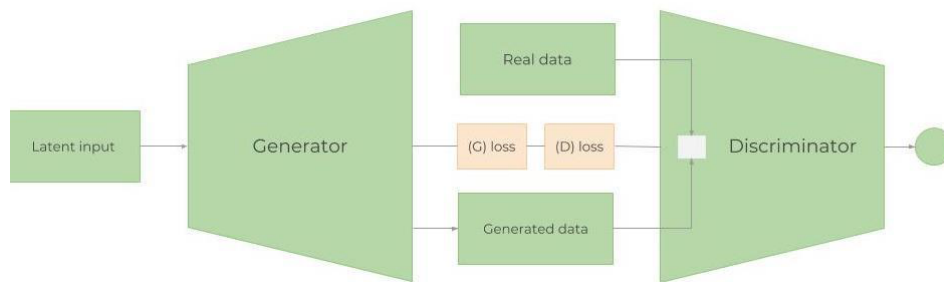 Latent input
Generator
Real data
(G) loss
(D) loss
Generated data
Discriminator